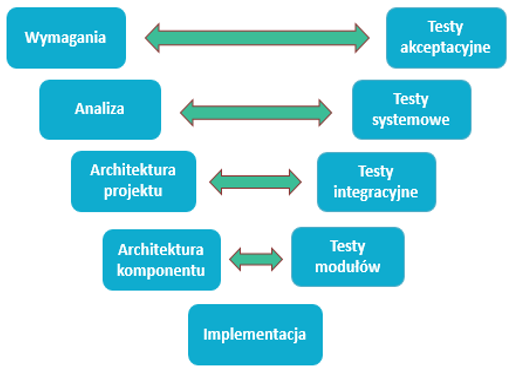 Wymagania
Testy
akceptacyjne
Analiza
Testy
systemowe
Architektura
projektu
Testy
integracyjne
Architektura
komponentu
Testy
modułów
Implementacja